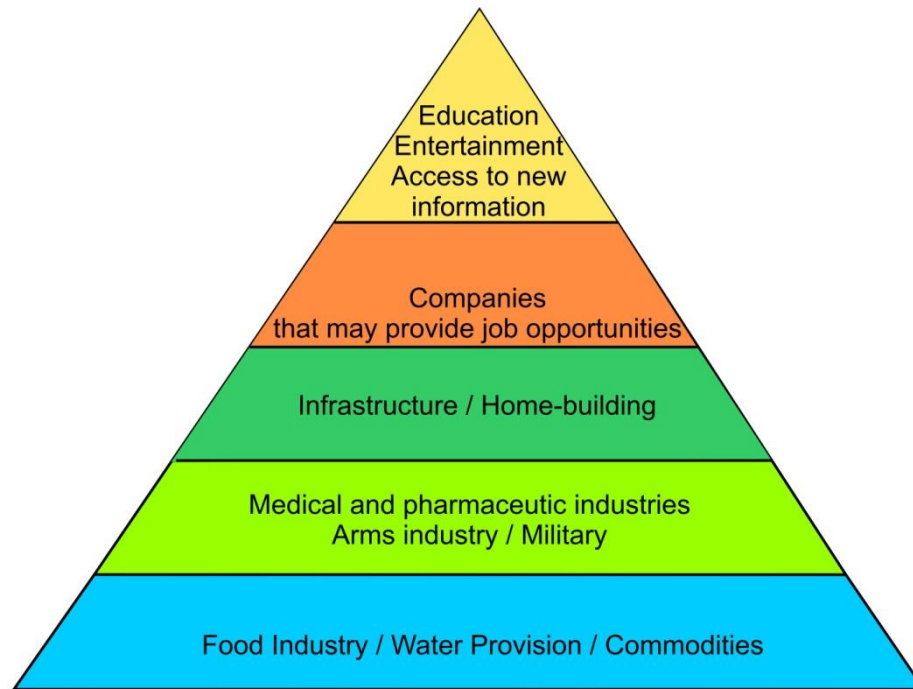 Education
Entertainment
Access to new
information
Companies
that may provide job opportunities
Infrastructure / Home-building
Medical and pharmaceutic industries
Arms industry / Military
Food Industry / Water Provision / Commodities